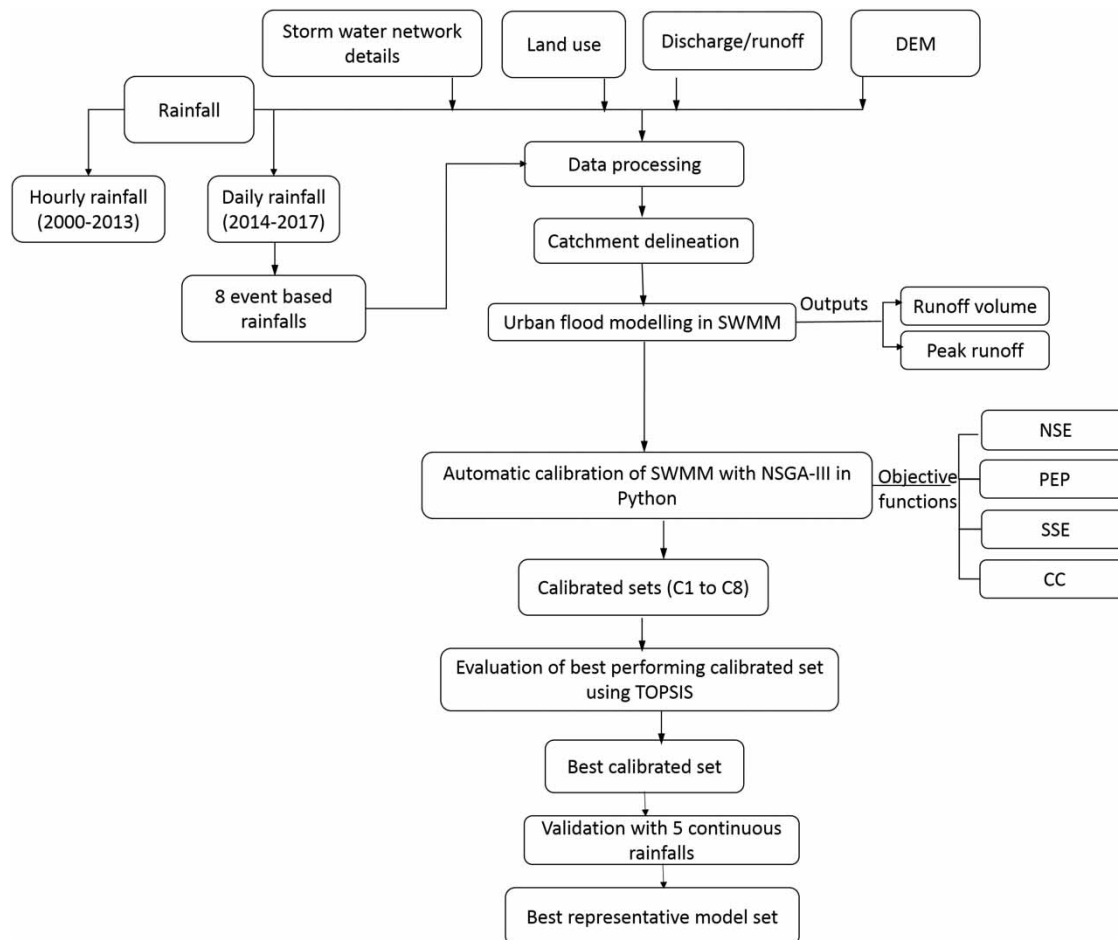 Storm water network
details
Land use
Discharge/runoff
DEM
Rainfall
Hourly rainfall
(2000-2013)
Daily rainfall
(2014-2017)
Data processing
Catchment delineation
8 event based
rainfalls
Urban flood modelling in SWMM
Outputs
Runoff volume
Peak runoff
Automatic calibration of SWMM with NSGA-III in
Python
Objective
functions
NSE
PEP
SSE
CC
Calibrated sets (C1 to C8)
Evaluation of best performing calibrated set
using TOPSIS
Best calibrated set
Validation with 5 continuous
rainfalls
Best representative model set